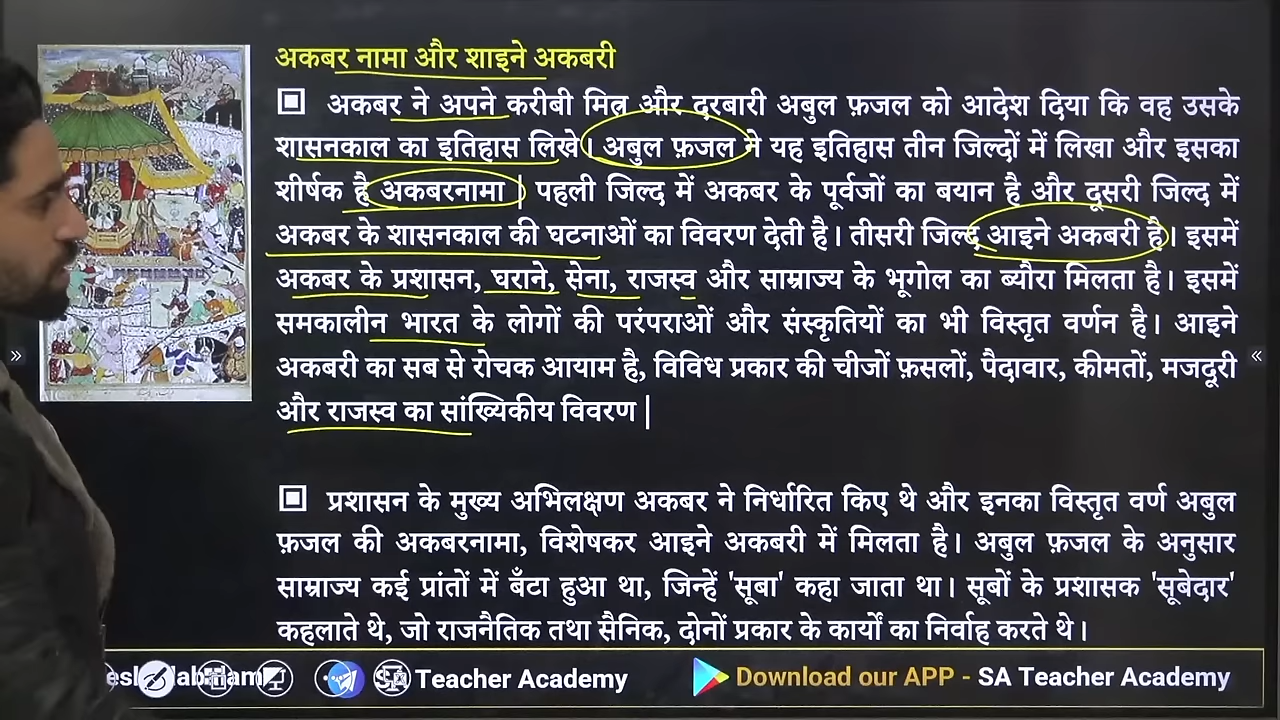 अकबर नामा और शाइने अकबरी
अकबर ने अपने करीबी मित्र और दरबारी अबुल फ़जल को आदेश दिया कि वह उसके
शासनकाल का इतिहास लिखे। अबुल फ़जल ने यह इतिहास तीन जिल्दों में लिखा और इसका
शीर्षक है अकबरनामा | पहली जिल्द में अकबर के पूर्वजों का बयान है और दूसरी जिल्द में
अकबर के शासनकाल की घटनाओं का विवरण देती है। तीसरी जिल्द आइने अकबरी है। इसमें
अकबर के प्रशासन, घराने, सेना, राजस्व और साम्राज्य के भूगोल का ब्यौरा मिलता है। इसमें
समकालीन भारत के लोगों की परंपराओं और संस्कृतियों का भी विस्तृत वर्णन है। आइने
अकबरी का सब से रोचक आयाम है, विविध प्रकार की चीजों फ़सलों, पैदावार, कीमतों, मजदूरी
और राजस्व का सांख्यिकीय विवरण |
प्रशासन के मुख्य अभिलक्षण अकबर ने निर्धारित किए थे और इनका विस्तृत वर्ण अबुल
फ़जल की अकबरनामा, विशेषकर आइने अकबरी में मिलता है। अबुल फ़जल के अनुसार
साम्राज्य कई प्रांतों में बँटा हुआ था, जिन्हें 'सूबा' कहा जाता था। सूबों के प्रशासक 'सूबेदार'
कहलाते थे, जो राजनैतिक तथा सैनिक, दोनों प्रकार के कार्यों का निर्वाह करते थे।
Teacher Academy Download our APP - SA Teacher Academy